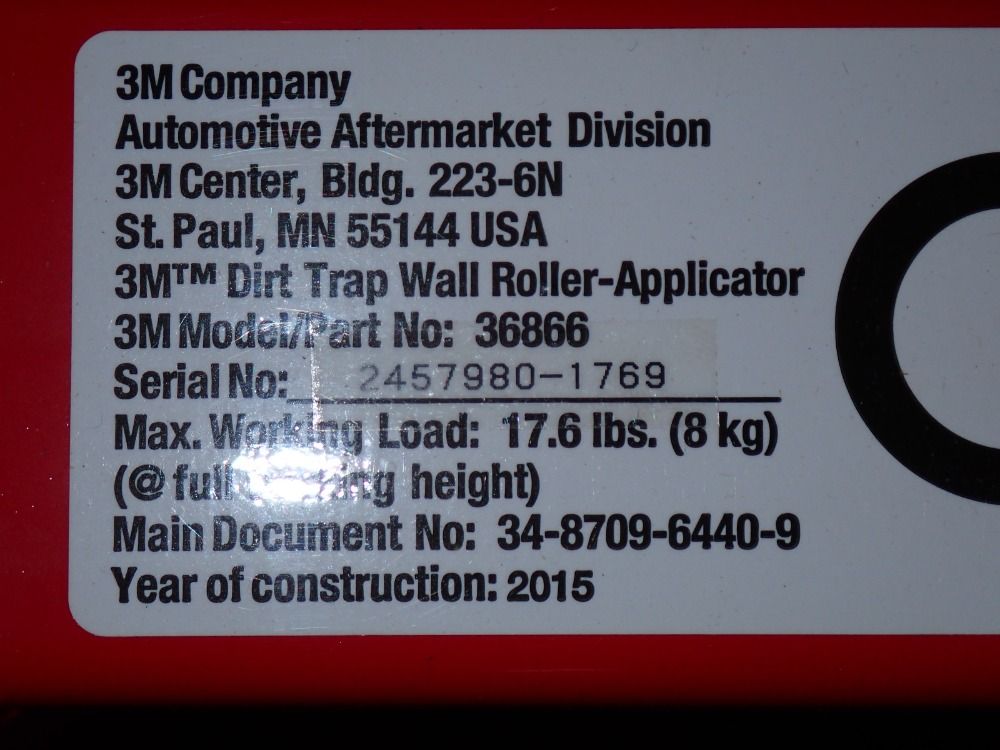 3M Company
Automotive Aftermarket Division
3M Center, Bldg. 223-6N
St. Paul, MN 55144 USA
3M™ Dirt Trap Wall Roller-Applicator
3M Model/Part No: 36866
Serial No: 2457980-1769
Max. Working Load: 17.6 lbs. (8 kg)
(@ full height)
Main Document No: 34-8709-6440-9
Year of construction: 2015